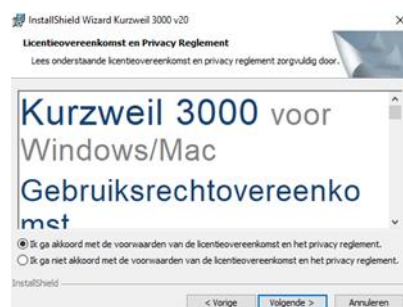 InstallShield Wizard Kurzweil 3000 v20
Licentieovereenkomst en Privacy Reglement
Lees onderstaande licentieovereenkomst en privacy reglement zorgvuldig door.
Kurzweil 3000 voor
Windows/Mac
Gebruiksrechtovereenko
mst
Ik ga akkoord met de voorwaarden van de licentieovereenkomst en het privacy reglement.
Ik ga niet akkoord met de voorwaarden van de licentieovereenkomst en het privacy reglement.
InstallShield
< Vorige Volgende > Annuleren